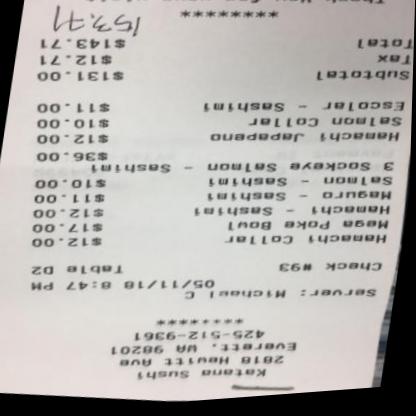 Katana Sushi
2818 Hewitt Ave
Everett, WA 98201
425-512-9361
*********
Server: Michael C
05/11/18 8:47 PM
Check #93 Table D2
Hamachi Collar $12.00
Mega Poke Bowl $17.00
Hamachi - Sashimi $12.00
Maguro - Sashimi $11.00
Salmon - Sashimi $10.00
3 Sockeye Salmon - Sashimi
$36.00
Hamachi Japapeno $12.00
Salmon Collar $10.00
Escolar - Sashimi $11.00
Subtotal $131.00
Tax $12.71
Total $143.71
153.71
**********